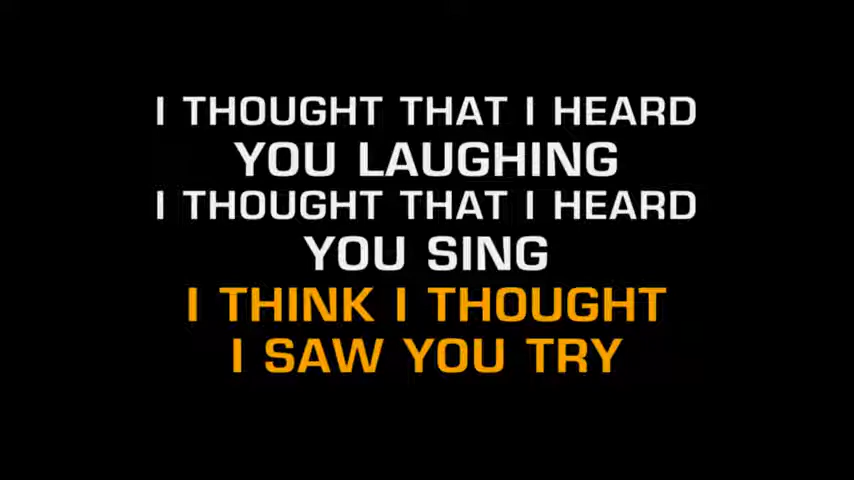 I THOUGHT THAT I HEARD
YOU LAUGHING
I THOUGHT THAT I HEARD
YOU SING
I THINK I THOUGHT
I SAW YOU TRY